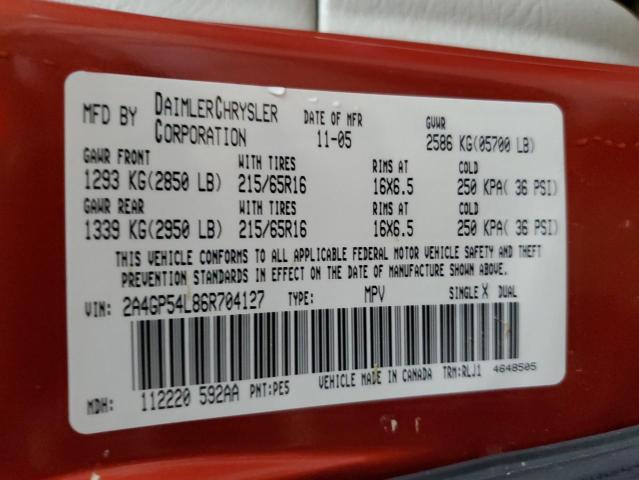 MFD BY DAIMLERCHRYSLER CORPORATION DATE OF MFR 11-05 GVWR 2586 KG(05700 LB)
GAWR FRONT WITH TIRES RIMS AT COLD
1293 KG(2850 LB) 215/65R16 16X6.5 250 KPA( 36 PSI)
GAWR REAR WITH TIRES RIMS AT COLD
1339 KG(2950 LB) 215/65R16 16X6.5 250 KPA( 36 PSI)
THIS VEHICLE CONFORMS TO ALL APPLICABLE FEDERAL MOTOR VEHICLE SAFETY AND THEFT
PREVENTION STANDARDS IN EFFECT ON THE DATE OF MANUFACTURE SHOWN ABOVE.
VIN: 2A4GP54L86R704127 TYPE: MPV SINGLE X DUAL
MDH: 112220 592AA PNT:PE5 VEHICLE MADE IN CANADA TRM:RLJ1 4648505